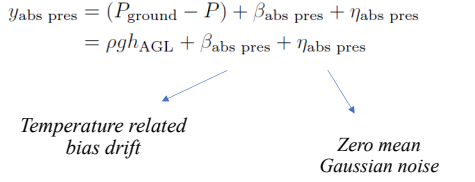 y_abs pres = (P_ground − P) + β_abs pres + η_abs pres
= ρgh_AGL + β_abs pres + η_abs pres
Temperature related
bias drift
Zero mean
Gaussian noise